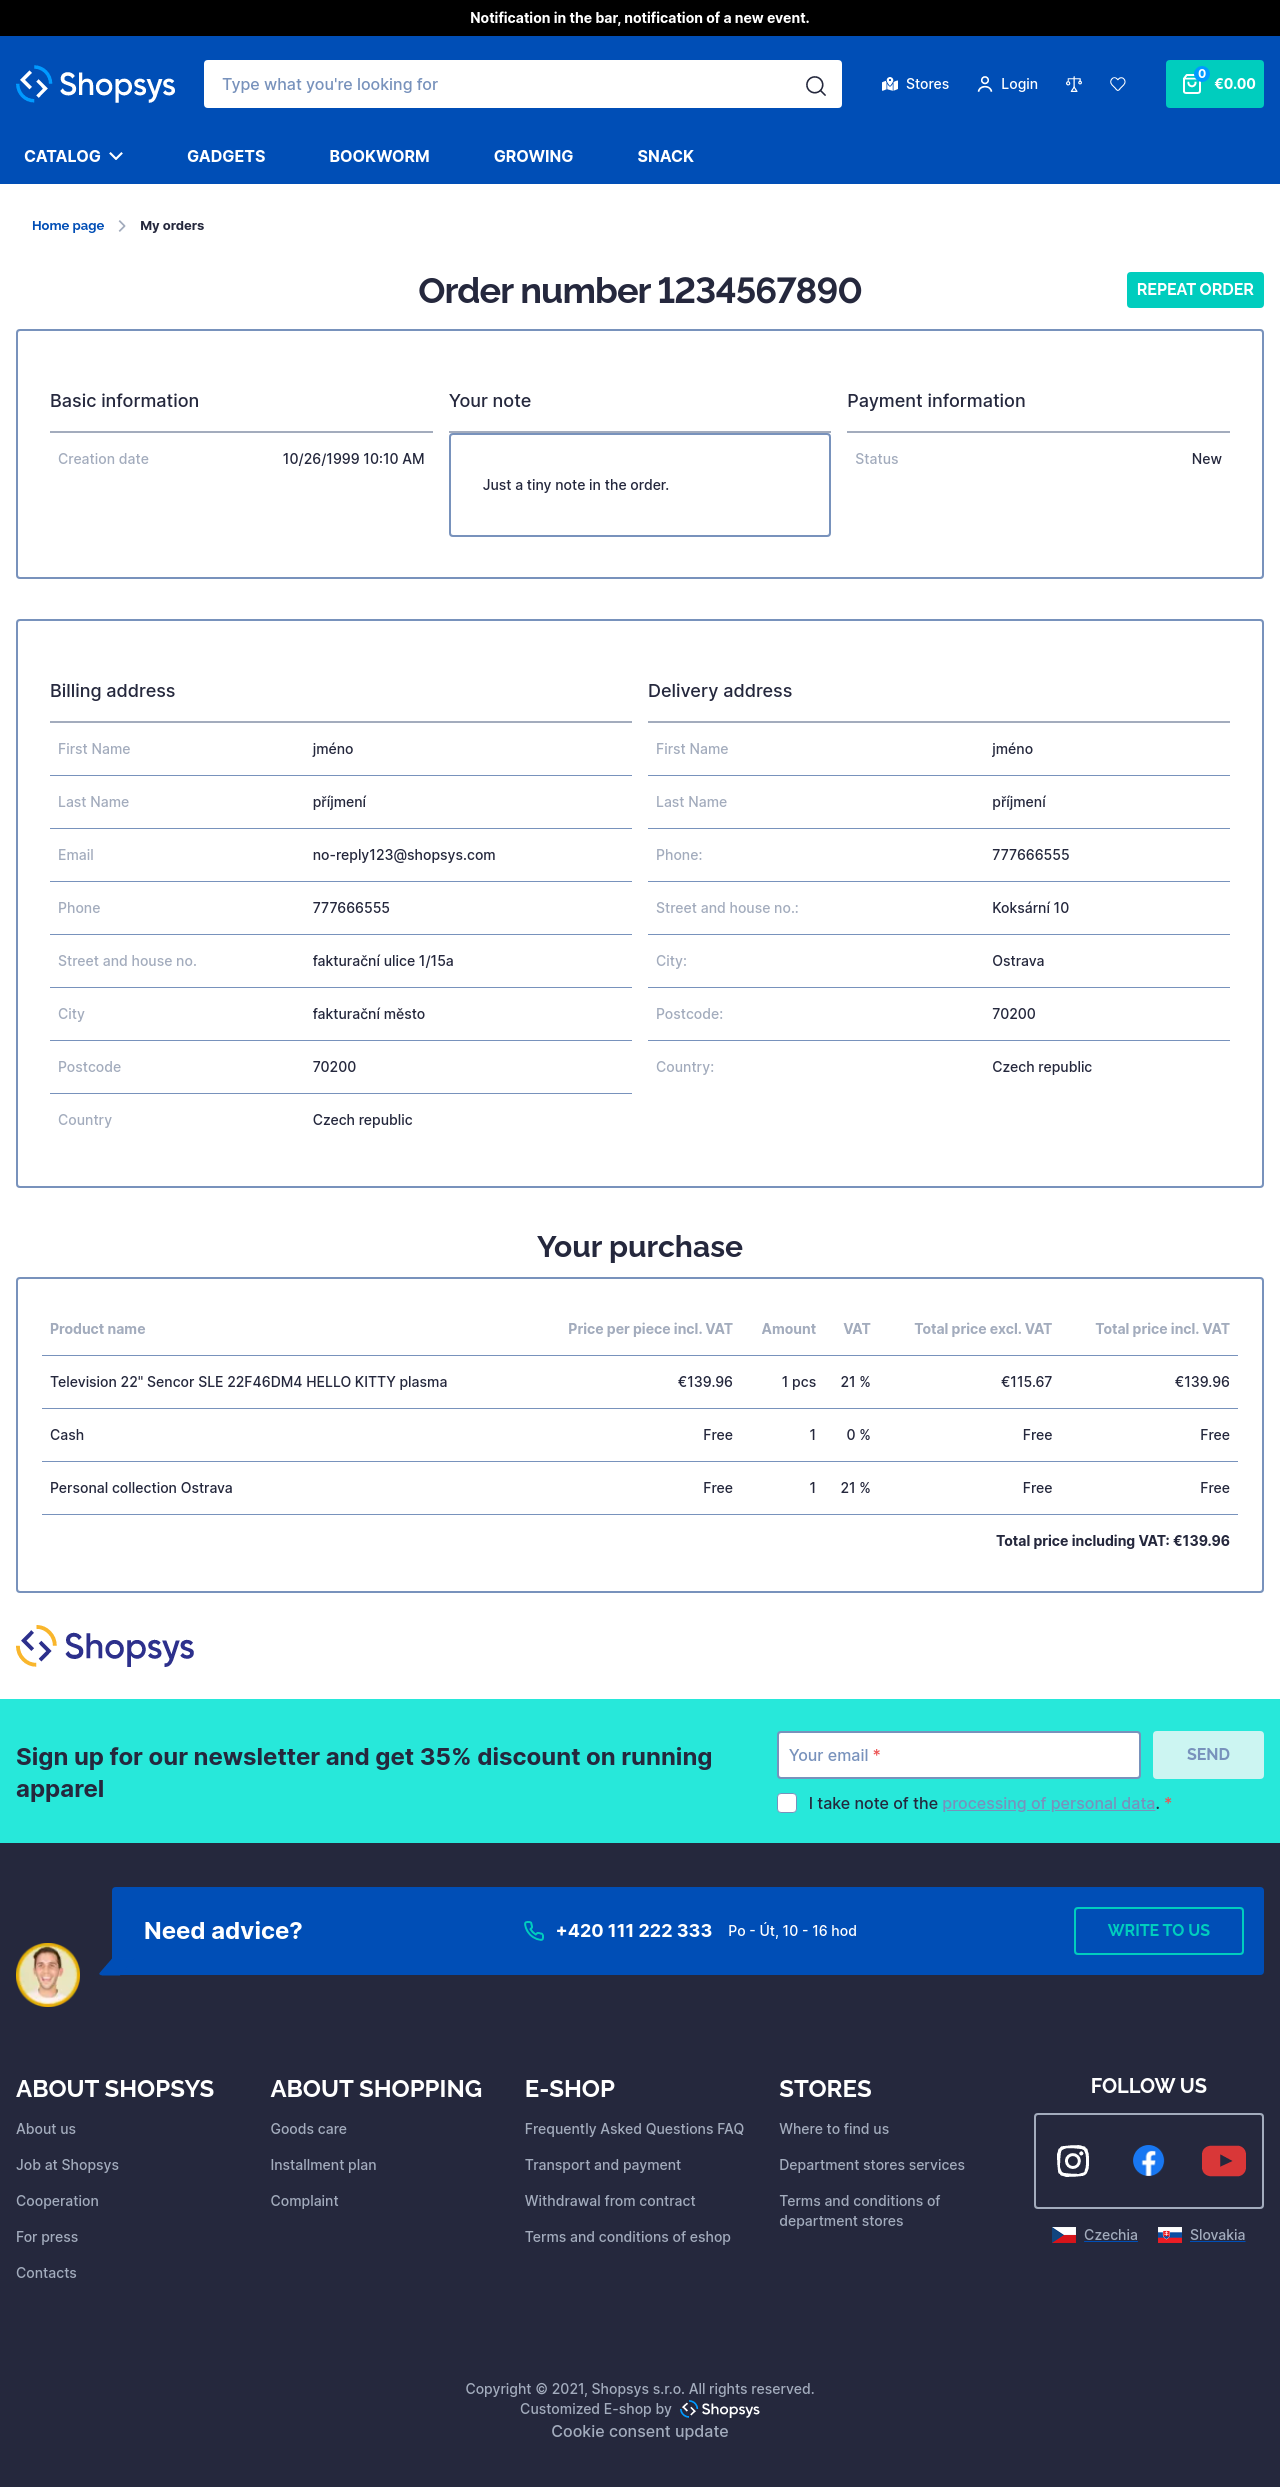 Notification in the bar, notification of a new event.
Shopsys
Type what you're looking for
Stores
Login
0
€0.00
CATALOG
GADGETS
BOOKWORM
GROWING
SNACK
Home page
My orders
Order number 1234567890
REPEAT ORDER
Basic information
Creation date 10/26/1999 10:10 AM
Your note
Just a tiny note in the order.
Payment information
Status New
Billing address
First Name jméno
Last Name příjmení
Email no-reply123@shopsys.com
Phone 777666555
Street and house no. fakturační ulice 1/15a
City fakturační město
Postcode 70200
Country Czech republic
Delivery address
First Name jméno
Last Name příjmení
Phone: 777666555
Street and house no.: Koksární 10
City: Ostrava
Postcode: 70200
Country: Czech republic
Your purchase
Product name Price per piece incl. VAT Amount VAT Total price excl. VAT Total price incl. VAT
Television 22" Sencor SLE 22F46DM4 HELLO KITTY plasma €139.96 1 pcs 21 % €115.67 €139.96
Cash Free 1 0 % Free Free
Personal collection Ostrava Free 1 21 % Free Free
Total price including VAT: €139.96
Shopsys
Sign up for our newsletter and get 35% discount on running
apparel
Your email *
SEND
I take note of the processing of personal data. *
Need advice?
+420 111 222 333
Po - Út, 10 - 16 hod
WRITE TO US
ABOUT SHOPSYS
About us
Job at Shopsys
Cooperation
For press
Contacts
ABOUT SHOPPING
Goods care
Installment plan
Complaint
E-SHOP
Frequently Asked Questions FAQ
Transport and payment
Withdrawal from contract
Terms and conditions of eshop
STORES
Where to find us
Department stores services
Terms and conditions of
department stores
FOLLOW US
Czechia
Slovakia
Copyright © 2021, Shopsys s.r.o. All rights reserved.
Customized E-shop by Shopsys
Cookie consent update